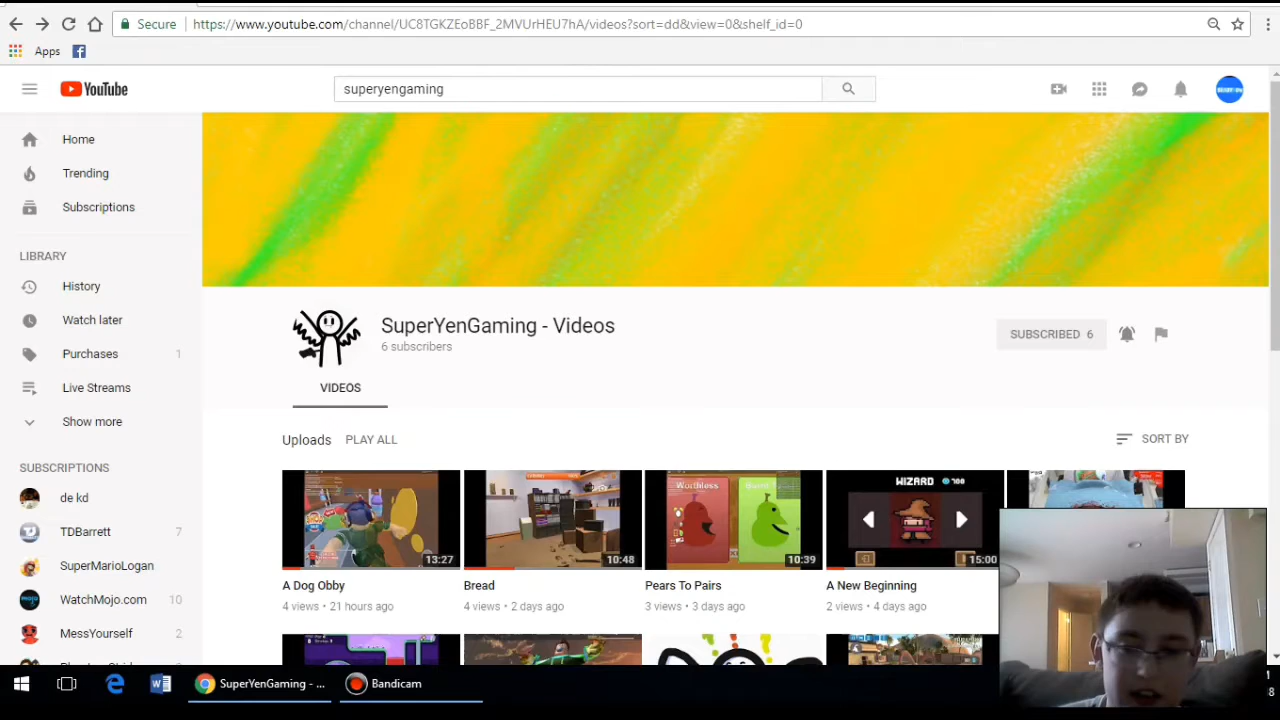 Secure https://www.youtube.com/channel/UC8TGKZEoBBF_2MVUrHEU7hA/videos?sort=dd&view=0&shelf_id=0
Apps
YouTube
superyengaming
Home
Trending
Subscriptions
LIBRARY
History
Watch later
Purchases 1
Live Streams
Show more
SUBSCRIPTIONS
de kd
TDBarrett 7
SuperMarioLogan
WatchMojo.com 10
MessYourself 2
SuperYenGaming - Videos
6 subscribers
SUBSCRIBED 6
VIDEOS
Uploads PLAY ALL
SORT BY
13:27
10:48
Worthless
10:39
WIZARD 700
15:00
A Dog Obby
4 views • 21 hours ago
Bread
4 views • 2 days ago
Pears To Pairs
3 views • 3 days ago
A New Beginning
2 views • 4 days ago
SuperYenGaming - ...
Bandicam